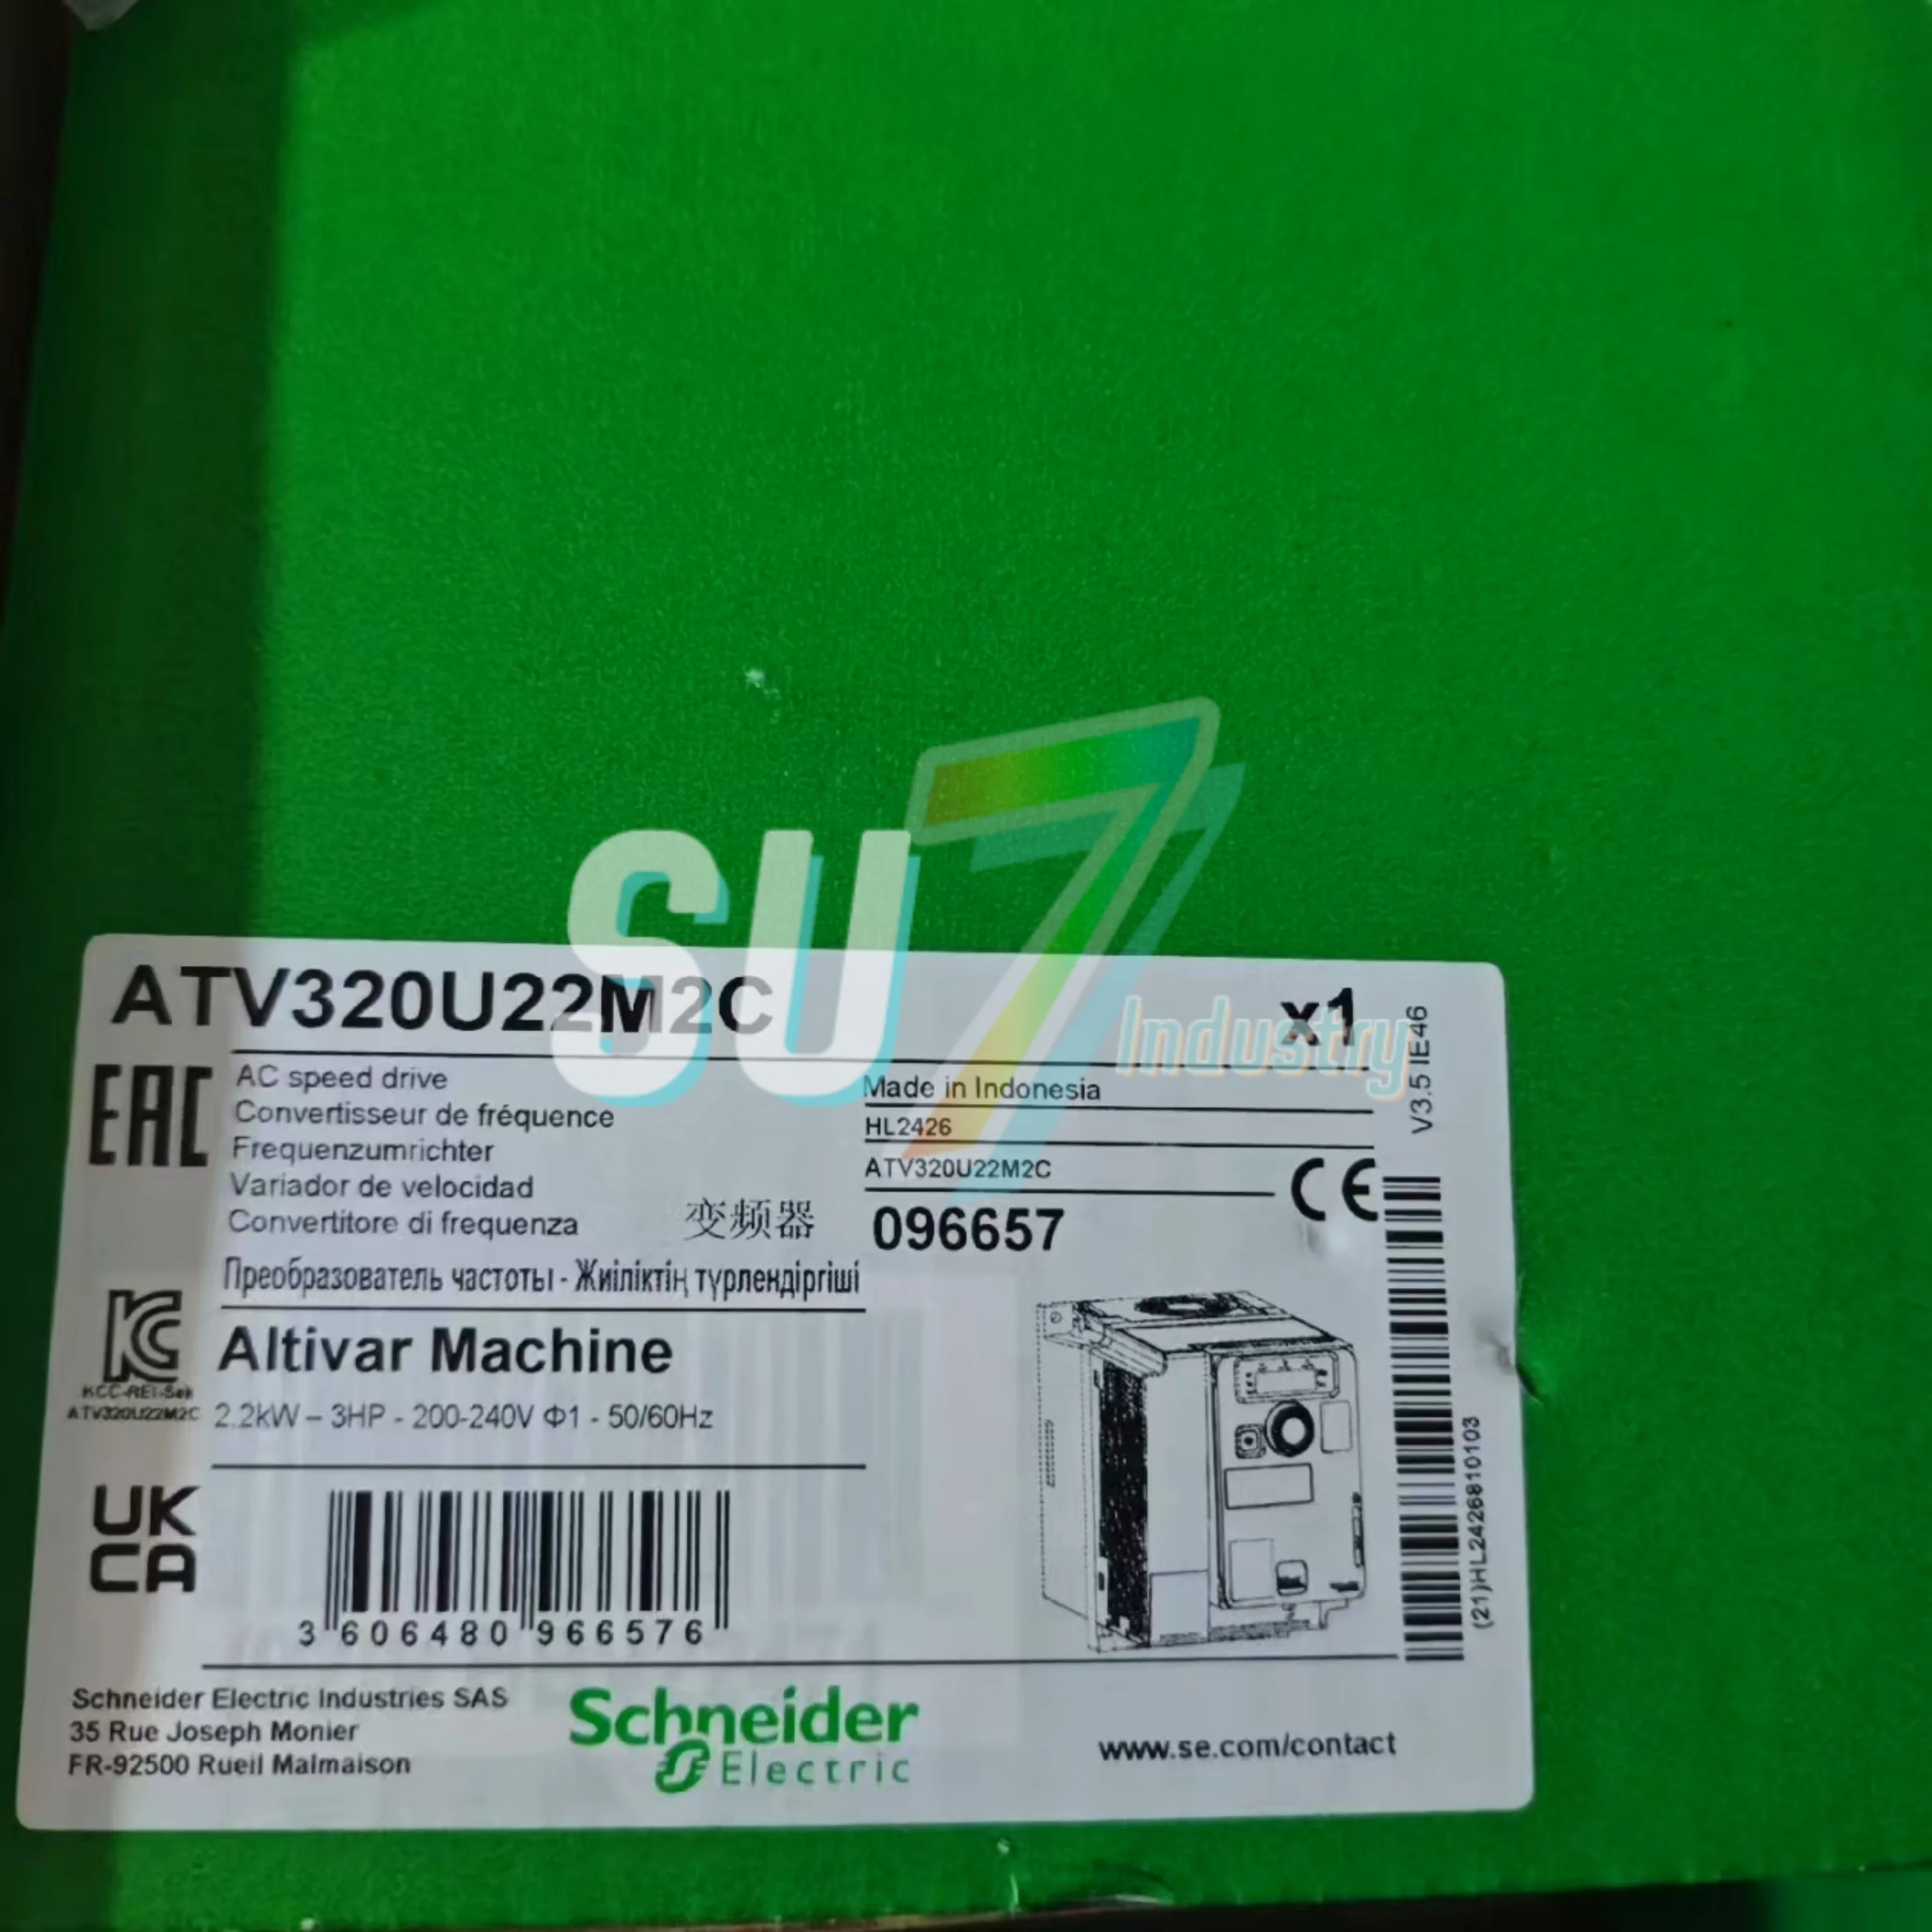 SU7
Industry
ATV320U22M2C
x1
V3.5 IE46
EAC
AC speed drive
Convertisseur de fréquence
Frequenzumrichter
Variador de velocidad
Convertitore di frequenza
变频器
Преобразователь частоты - Жиіліктің түрлендіргіші
Made in Indonesia
HL2426
ATV320U22M2C
096657
CE
KC
KCC-REI-Sek
ATV320U22M2C
Altivar Machine
2.2kW – 3HP - 200-240V Φ1 - 50/60Hz
UK
CA
3 606480 966576
(21)HL242681010103
Schneider Electric Industries SAS
35 Rue Joseph Monier
FR-92500 Rueil Malmaison
Schneider
Electric
www.se.com/contact